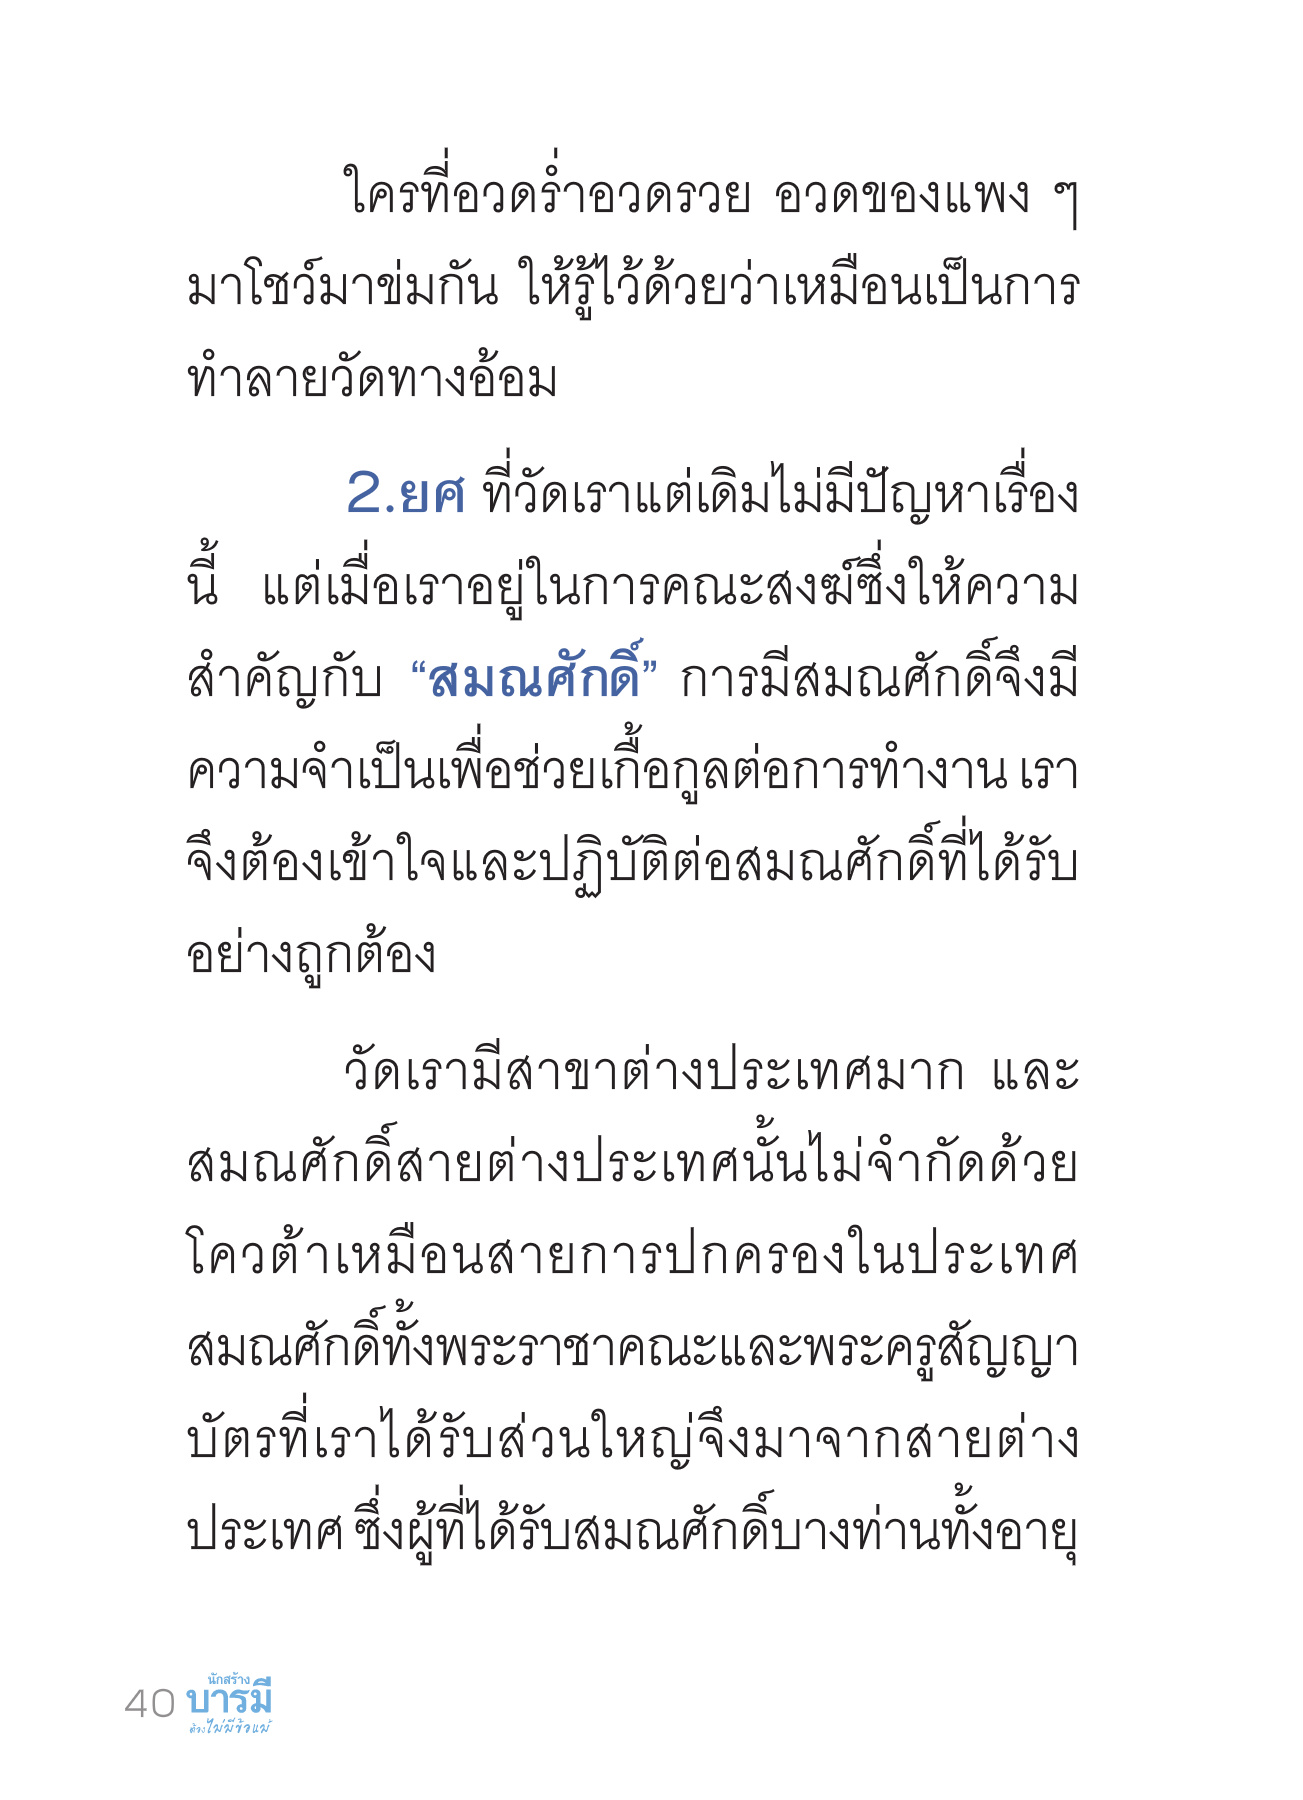 ใครที่อวดร่ำอวดรวย อวดของแพง ๆ
มาโชว์มาข่มกัน ให้รู้ไว้ด้วยว่าเหมือนเป็นการ
ทำลายวัดทางอ้อม
2.ยศ ที่วัดเราแต่เดิมไม่มีปัญหาเรื่อง
นี้ แต่เมื่อเราอยู่ในการคณะสงฆ์ซึ่งให้ความ
สำคัญกับ “สมณศักดิ์” การมีสมณศักดิ์จึงมี
ความจำเป็นเพื่อช่วยเกื้อกูลต่อการทำงาน เรา
จึงต้องเข้าใจและปฏิบัติต่อสมณศักดิ์ที่ได้รับ
อย่างถูกต้อง
วัดเรามีสาขาต่างประเทศมาก และ
สมณศักดิ์สายต่างประเทศนั้นไม่จำกัดด้วย
โควต้าเหมือนสายการปกครองในประเทศ
สมณศักดิ์ทั้งพระราชาคณะและพระครูสัญญา
บัตรที่เราได้รับส่วนใหญ่จึงมาจากสายต่าง
ประเทศ ซึ่งผู้ที่ได้รับสมณศักดิ์บางท่านทั้งอายุ
40
นักสร้าง
บารมี
ต้องไม่มีข้อแม้